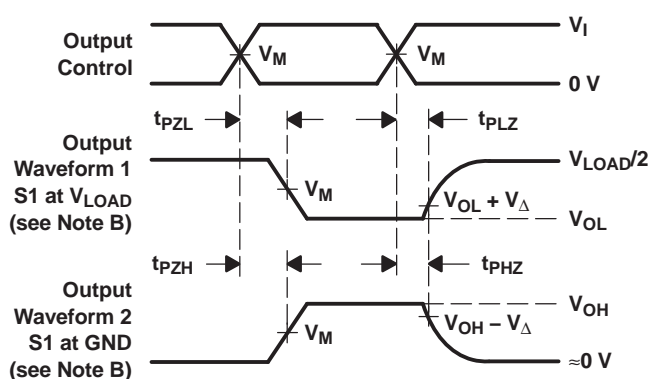 Output
Control
V_M
V_M
V_I
0 V
t_PZL
t_PLZ
Output
Waveform 1
S1 at V_LOAD
(see Note B)
V_M
V_LOAD/2
V_OL + V_Δ
V_OL
t_PZH
t_PHZ
Output
Waveform 2
S1 at GND
(see Note B)
V_M
V_OH
V_OH − V_Δ
≈0 V